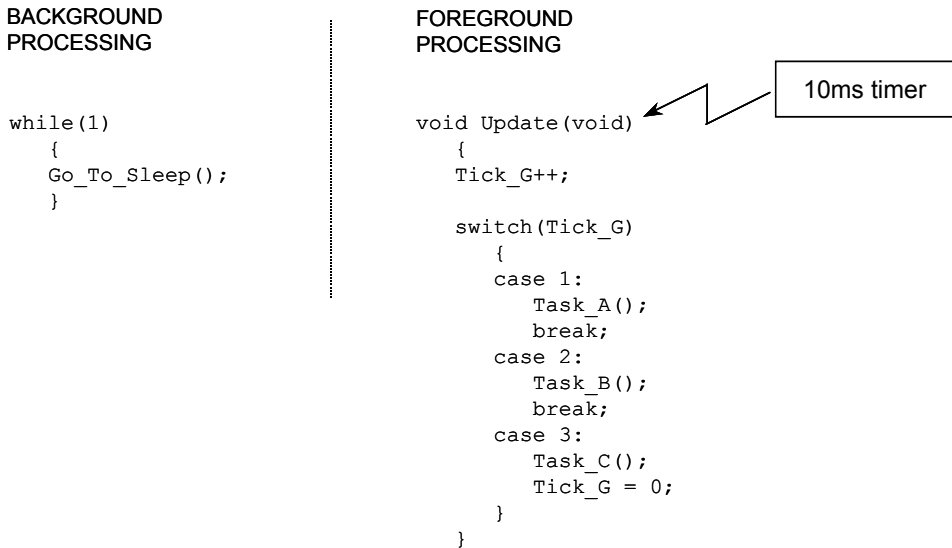 BACKGROUND
PROCESSING
while(1)
{
Go_To_Sleep();
}
FOREGROUND
PROCESSING
10ms timer
void Update(void)
{
Tick_G++;
switch(Tick_G)
{
case 1:
Task_A();
break;
case 2:
Task_B();
break;
case 3:
Task_C();
Tick_G = 0;
}
}